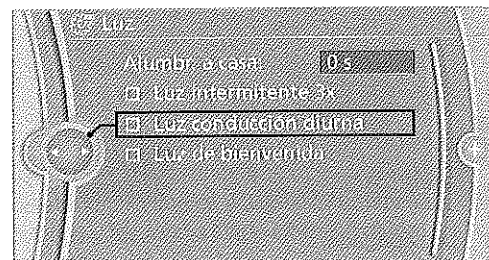 Luz
Alumbr. a casa: 0 s
Luz intermitente 3x
Luz conducción diurna
Luz de bienvenida